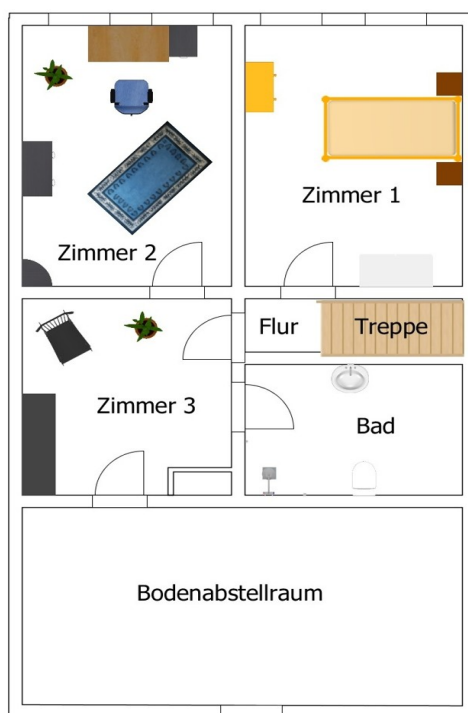 Zimmer 1
Zimmer 2
Flur
Treppe
Zimmer 3
Bad
Bodenabstellraum